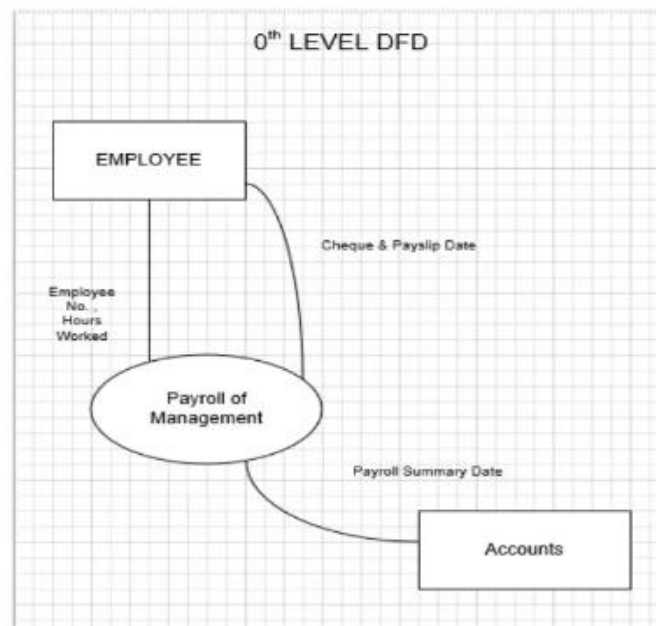 0th LEVEL DFD
EMPLOYEE
Cheque & Payslip Date
Employee
No. ,
Hours
Worked
Payroll of
Management
Payroll Summary Date
Accounts